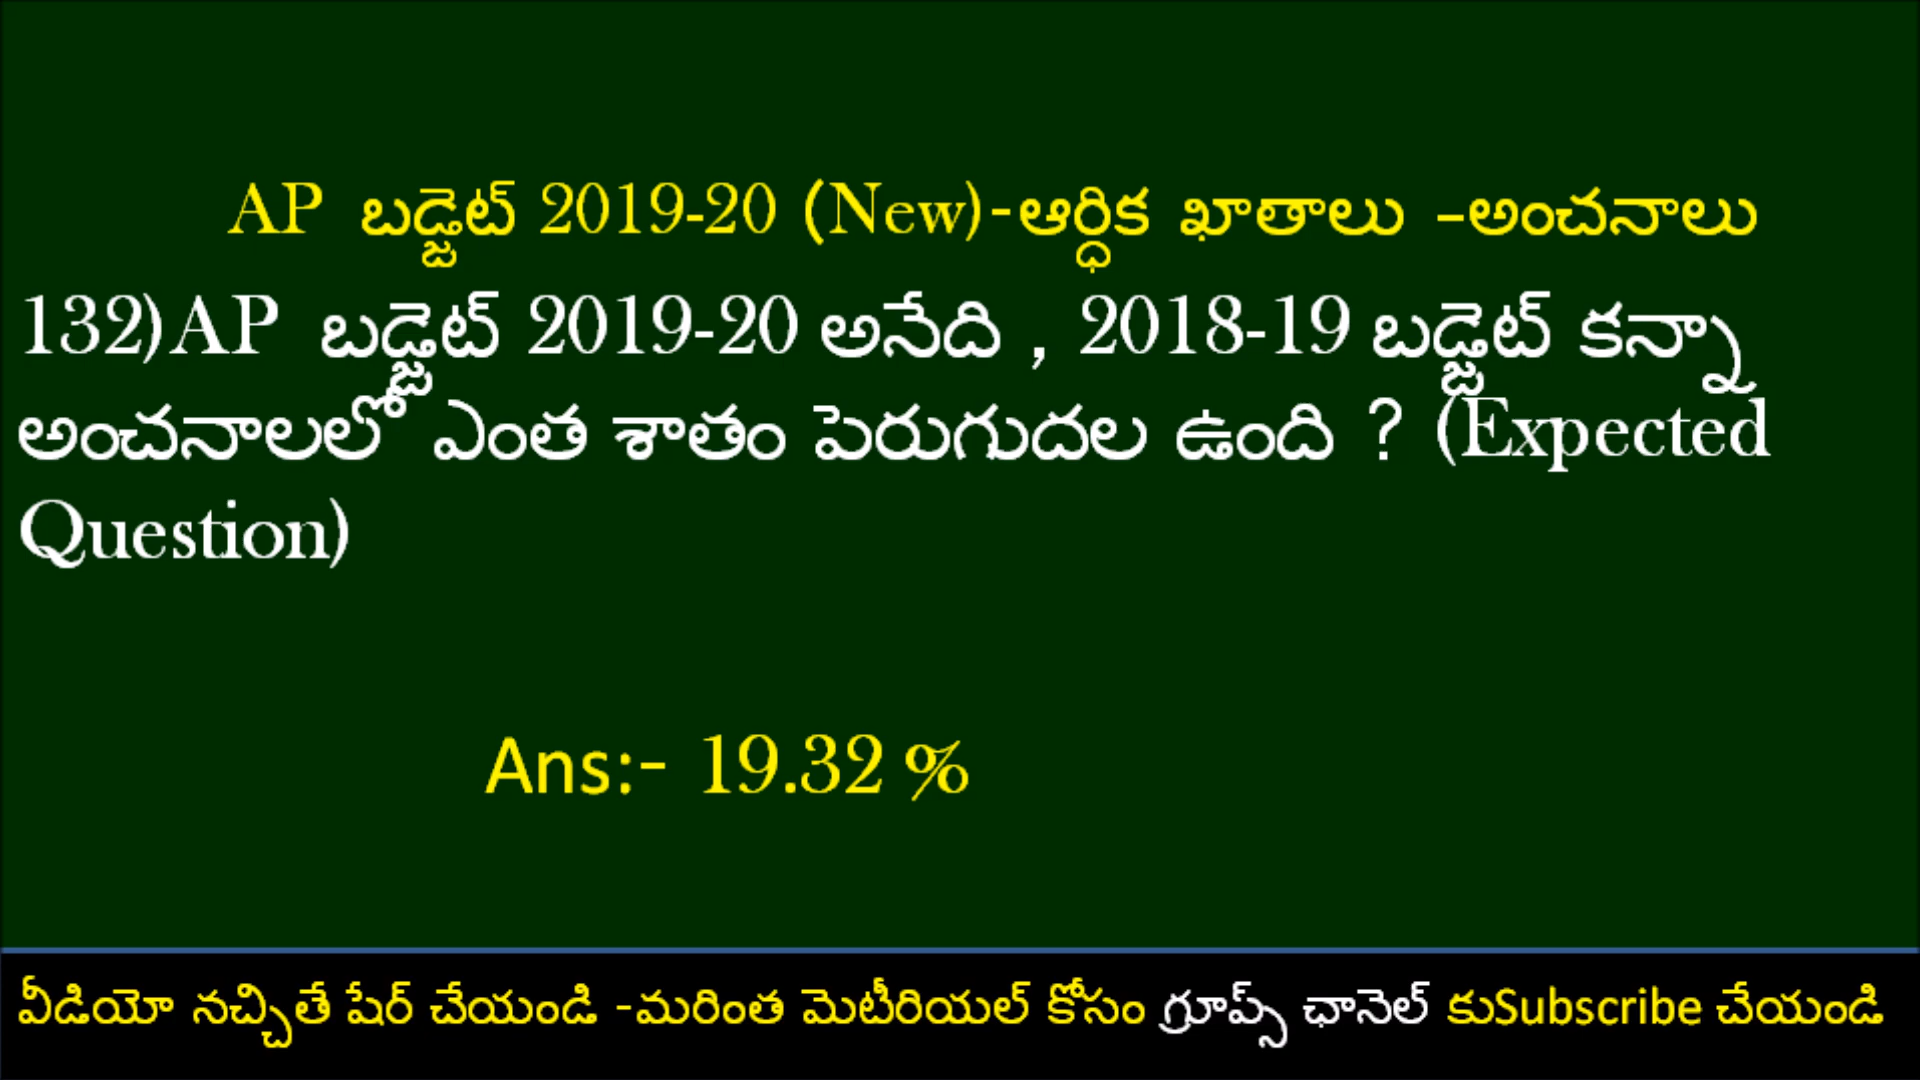 AP బడ్జెట్ 2019-20 (New)-ఆర్ధిక ఖాతాలు –అంచనాలు
132)AP బడ్జెట్ 2019-20 అనేది , 2018-19 బడ్జెట్ కన్నా
అంచనాలలో ఎంత శాతం పెరుగుదల ఉంది ? (Expected
Question)
Ans:- 19.32 %
వీడియో నచ్చితే షేర్ చేయండి -మరింత మెటీరియల్ కోసం గ్రూప్స్ ఛానెల్ కుSubscribe చేయండి